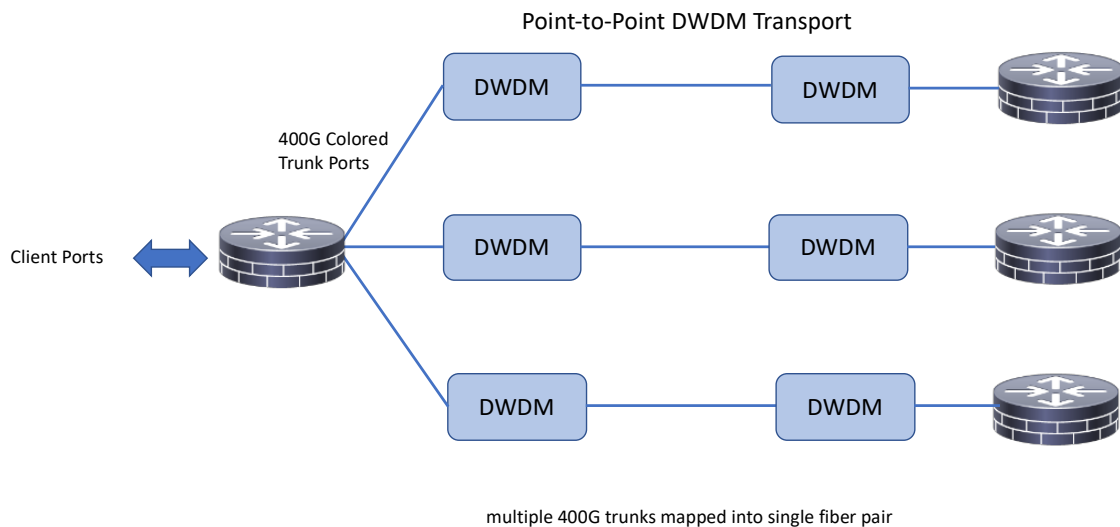 Point-to-Point DWDM Transport
DWDM
DWDM
400G Colored
Trunk Ports
Client Ports
DWDM
DWDM
DWDM
DWDM
multiple 400G trunks mapped into single fiber pair